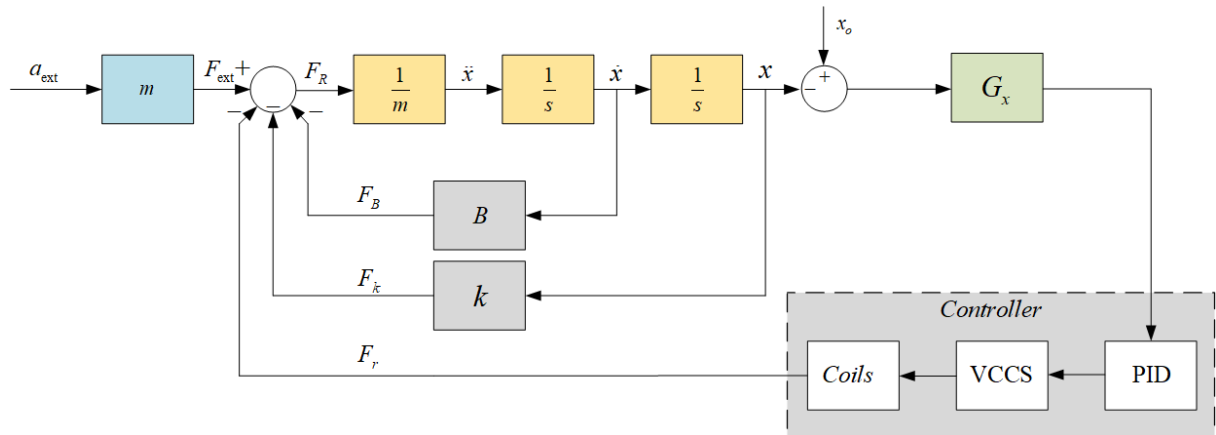 x_o
a_ext
m
F_ext +
F_R
1/m
ẍ
1/s
ẋ
1/s
x
+
−
G_x
−
−
−
F_B
B
F_k
k
Controller
F_r
Coils
VCCS
PID